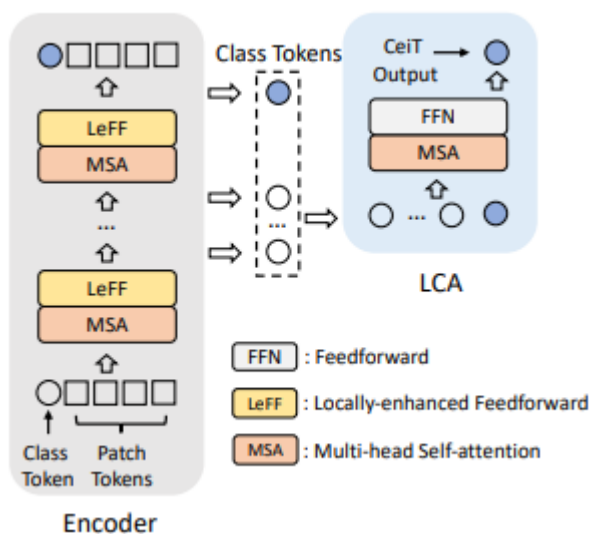 LeFF
MSA
...
LeFF
MSA
Class
Token
Patch
Tokens
Encoder
Class Tokens
...
CeiT
Output
FFN
MSA
...
LCA
FFN : Feedforward
LeFF : Locally-enhanced Feedforward
MSA : Multi-head Self-attention